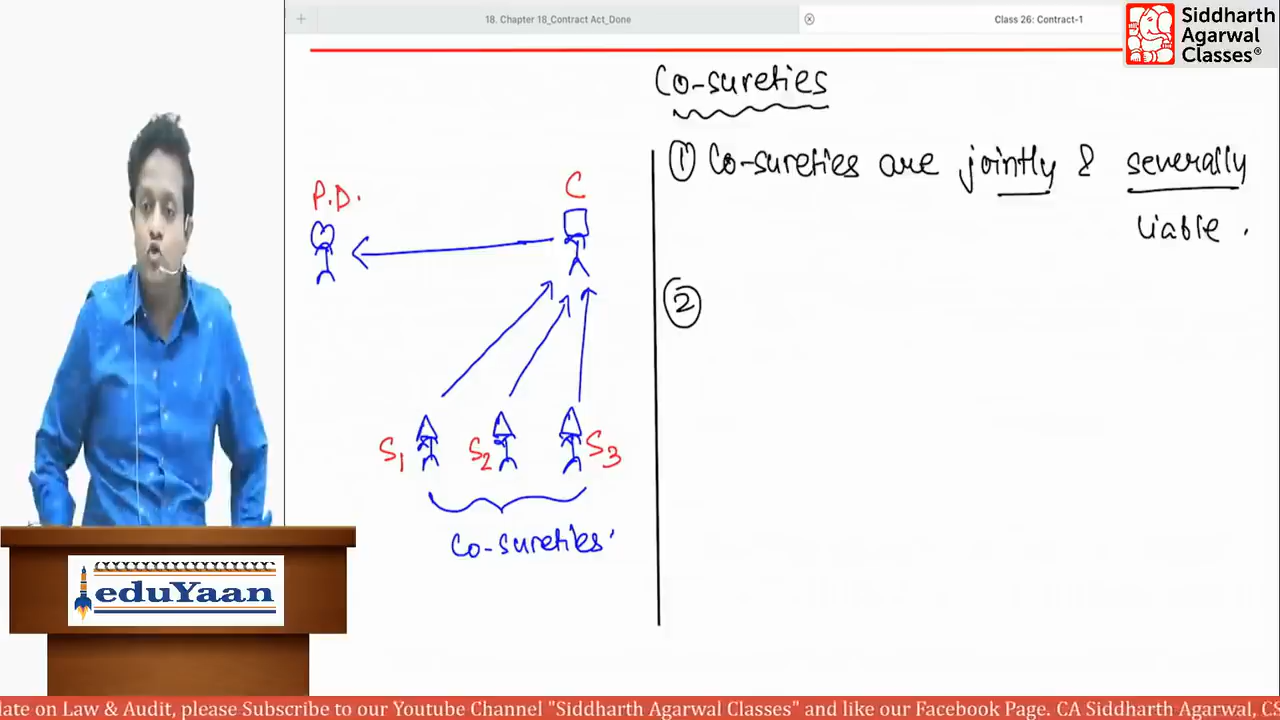 18. Chapter 18_Contract Act_Done
Class 26: Contract-1
Siddharth
Agarwal
Classes®
Co-sureties
① Co-sureties are jointly & severally
liable.
②
P.D.
C
S1
S2
S3
Co-sureties
eduYaan
late on Law & Audit, please Subscribe to our Youtube Channel "Siddharth Agarwal Classes" and like our Facebook Page. CA Siddharth Agarwal, CS